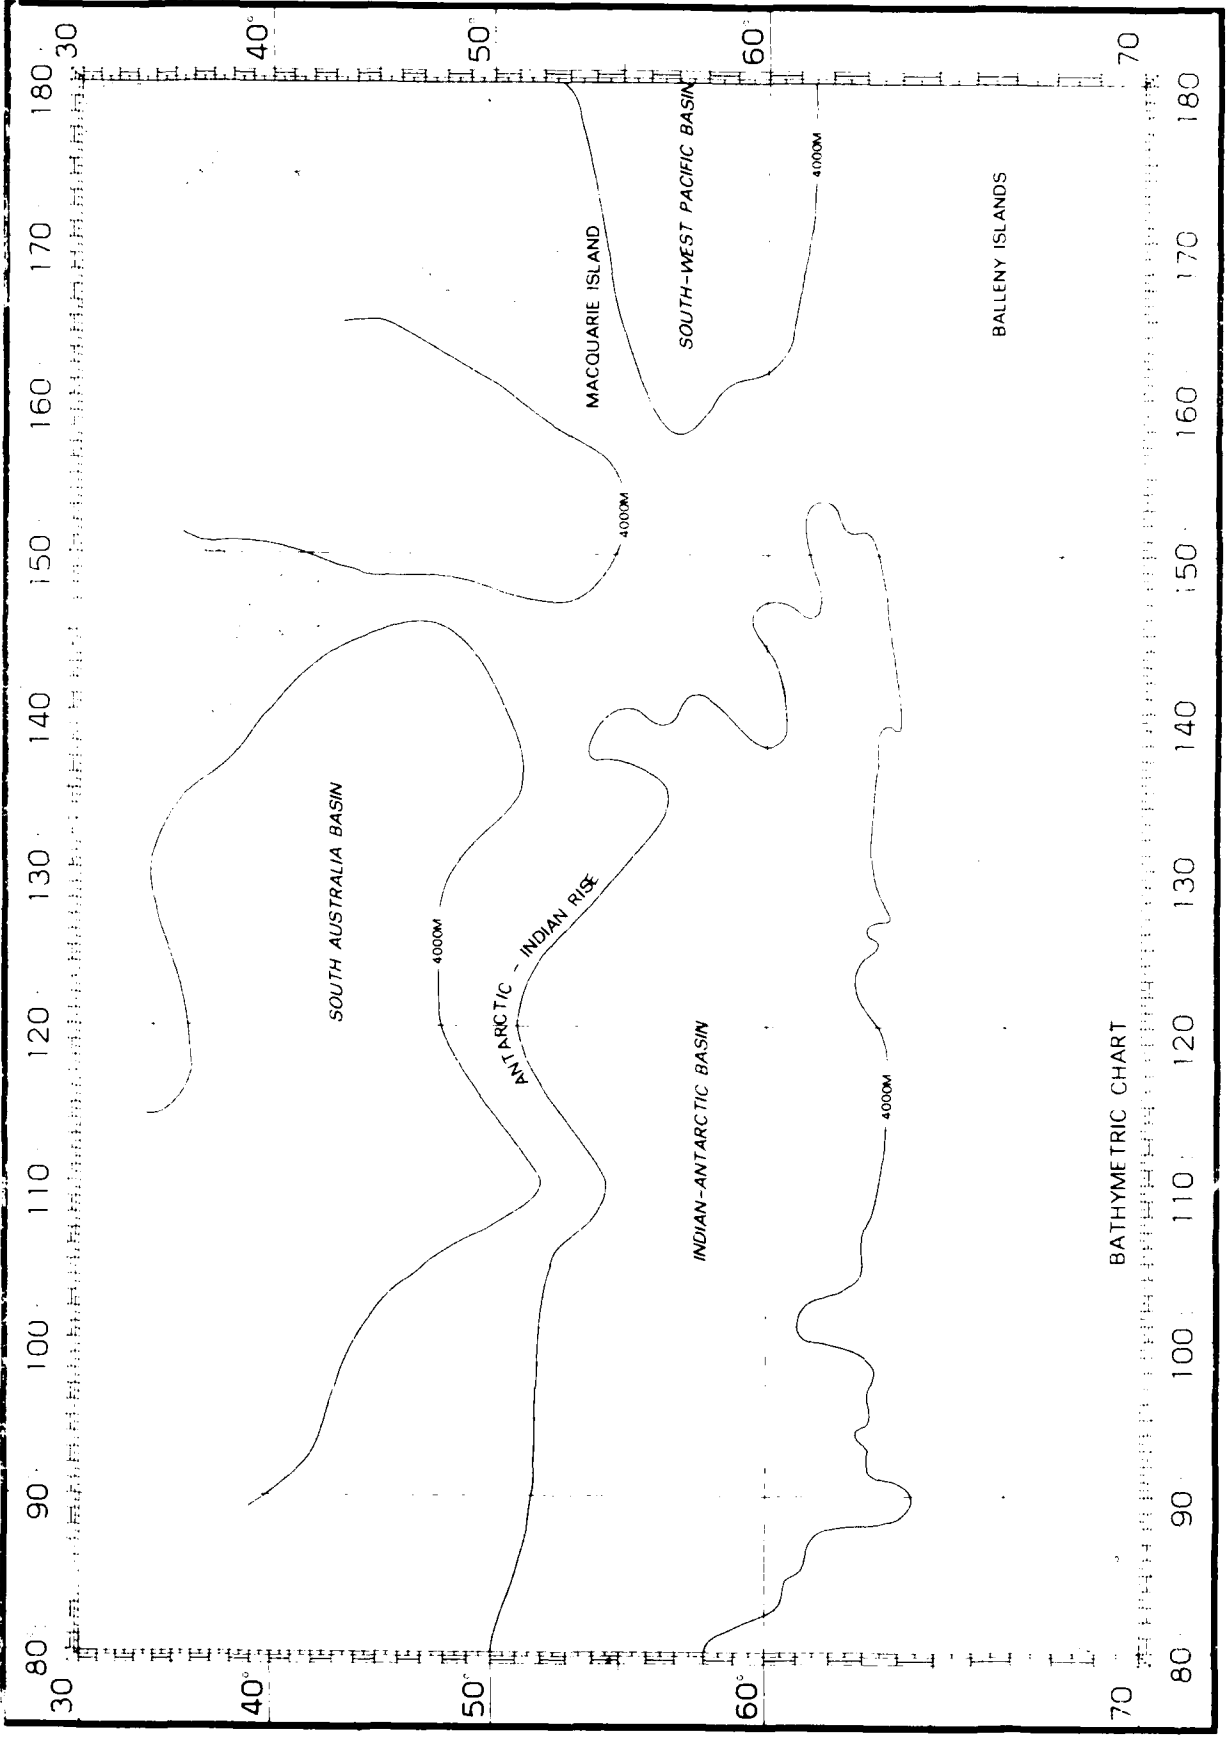 80 90 100 110 120 130 140 150 160 170 180
30 30
40° 40°
SOUTH AUSTRALIA BASIN
4000M
50° 50°
ANTARCTIC - INDIAN RISE
MACQUARIE ISLAND
4000M
INDIAN-ANTARCTIC BASIN
SOUTH-WEST PACIFIC BASIN
60° 60°
4000M
4000M
BALLENY ISLANDS
BATHYMETRIC CHART
70 70
80 90 100 110 120 130 140 150 160 170 180